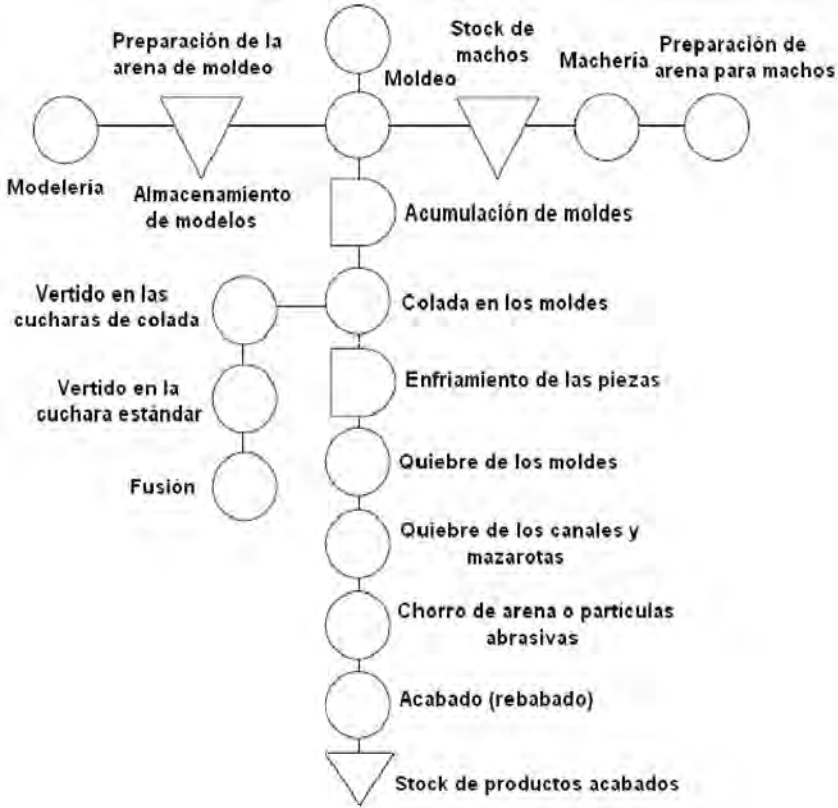 Preparación de la
arena de moldeo
Stock de
machos
Moldeo
Machería
Preparación de
arena para machos
Modelería
Almacenamiento
de modelos
Acumulación de moldes
Vertido en las
cucharas de colada
Colada en los moldes
Vertido en la
cuchara estándár
Enfriamiento de las piezas
Fusión
Quiebre de los moldes
Quiebre de los canales y
mazarotas
Chorro de arena o partículas
abrasivas
Acabado (rebabado)
Stock de productos acabados